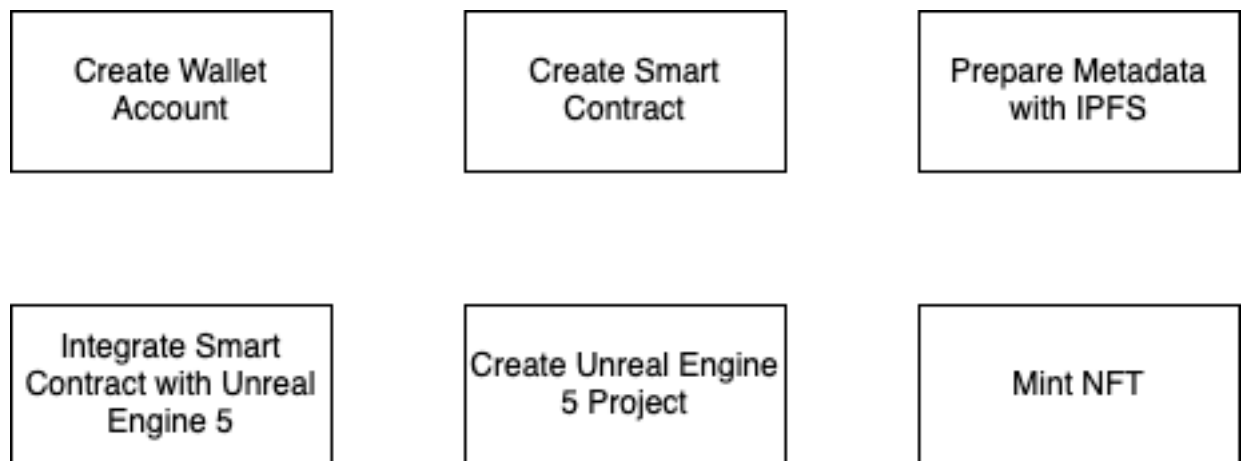 Create Wallet
Account
Create Smart
Contract
Prepare Metadata
with IPFS
Integrate Smart
Contract with Unreal
Engine 5
Create Unreal Engine
5 Project
Mint NFT